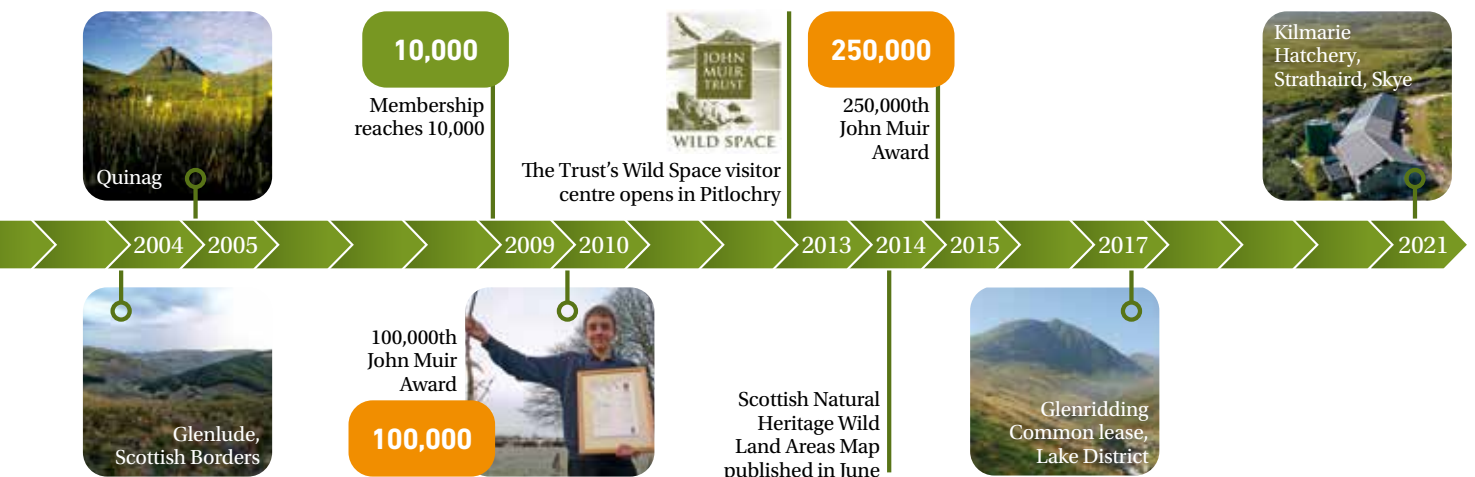 Quinag
10,000
Membership
reaches 10,000
JOHN
MUIR
TRUST
WILD SPACE
The Trust’s Wild Space visitor
centre opens in Pitlochry
250,000
250,000th
John Muir
Award
Kilmarie
Hatchery,
Strathaird, Skye
2004 2005 2009 2010 2013 2014 2015 2017 2021
Glenlude,
Scottish Borders
100,000th
John Muir
Award
100,000
Scottish Natural
Heritage Wild
Land Areas Map
published in June
Glenridding
Common lease,
Lake District